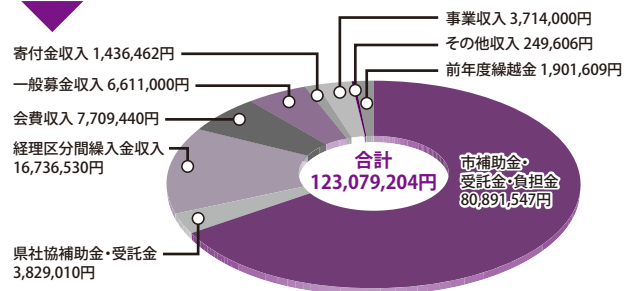 事業収入 3,714,000円
その他収入 249,606円
前年度繰越金 1,901,609円
寄付金収入 1,436,462円
一般募金収入 6,611,000円
会費収入 7,709,440円
経理区分間繰入金収入
16,736,530円
県社協補助金・受託金
3,829,010円
合計
123,079,204円
市補助金・
受託金・負担金
80,891,547円